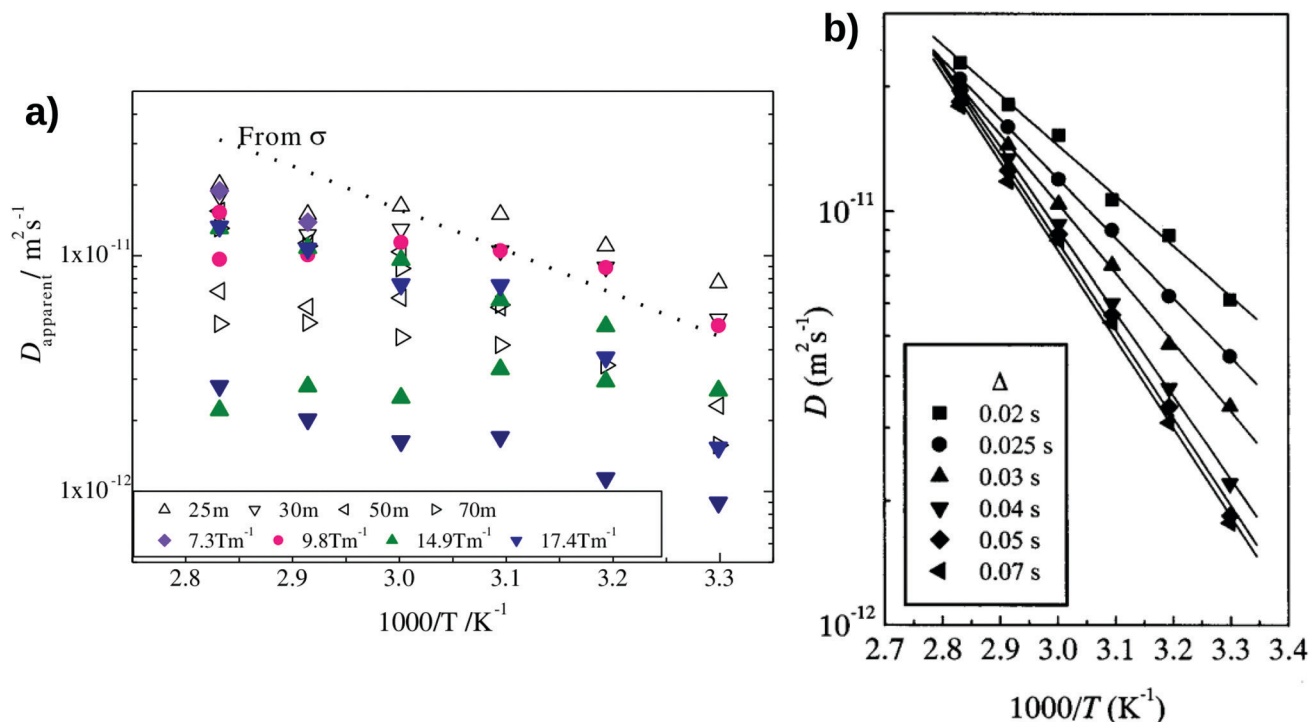 a)
From σ
D apparent / m² s⁻¹
1x10⁻¹¹
1x10⁻¹²
25m 30m 50m 70m
7.3Tm⁻¹ 9.8Tm⁻¹ 14.9Tm⁻¹ 17.4Tm⁻¹
2.8 2.9 3.0 3.1 3.2 3.3
1000/T /K⁻¹
b)
D (m²s⁻¹)
10⁻¹¹
10⁻¹²
Δ
0.02 s
0.025 s
0.03 s
0.04 s
0.05 s
0.07 s
2.7 2.8 2.9 3.0 3.1 3.2 3.3 3.4
1000/T (K⁻¹)